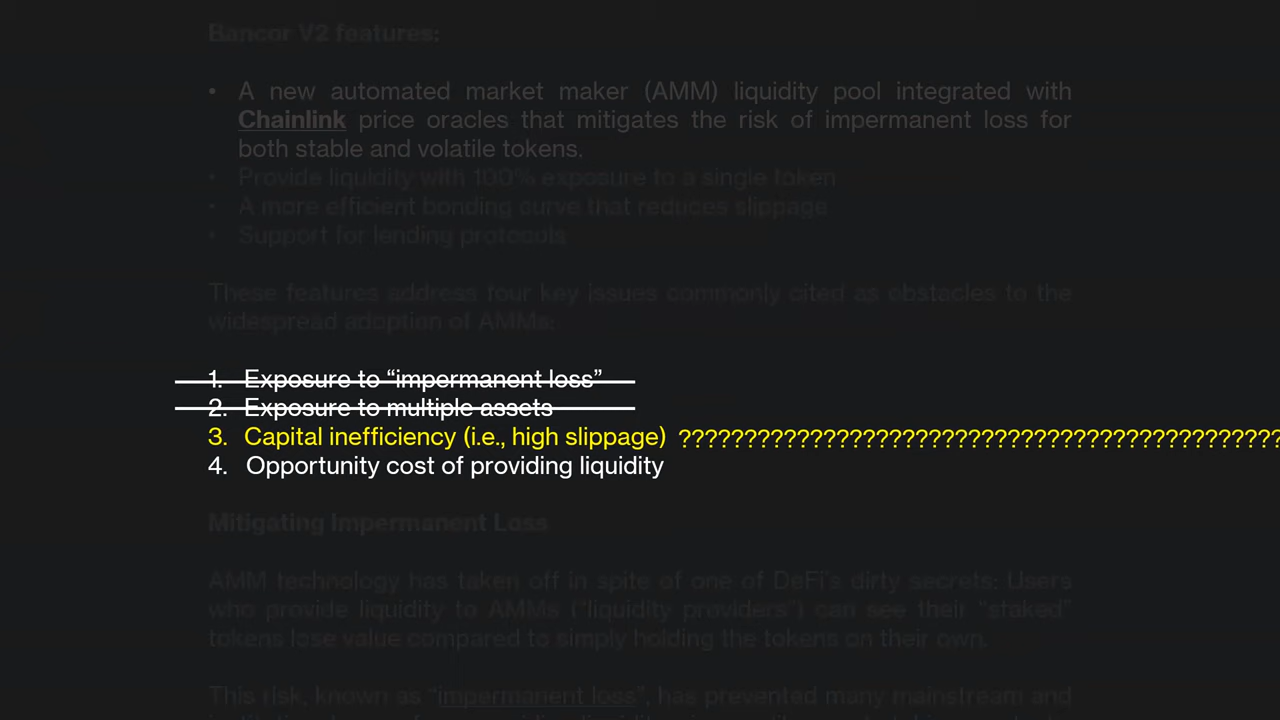 Bancor V2 features:
• A new automated market maker (AMM) liquidity pool integrated with
Chainlink price oracles that mitigates the risk of impermanent loss for
both stable and volatile tokens.
• Provide liquidity with 100% exposure to a single token
• A more efficient bonding curve that reduces slippage
• Support for lending protocols
These features address four key issues commonly cited as obstacles to the
widespread adoption of AMMs:
1. Exposure to “impermanent loss”
2. Exposure to multiple assets
3. Capital inefficiency (i.e., high slippage) ??????????????????????????????????????????????
4. Opportunity cost of providing liquidity
Mitigating Impermanent Loss
AMM technology has taken off in spite of one of DeFi’s dirty secrets: Users
who provide liquidity to AMMs (“liquidity providers”) can see their “staked”
tokens lose value compared to simply holding the tokens on their own.
This risk, known as “impermanent loss”, has prevented many mainstream and